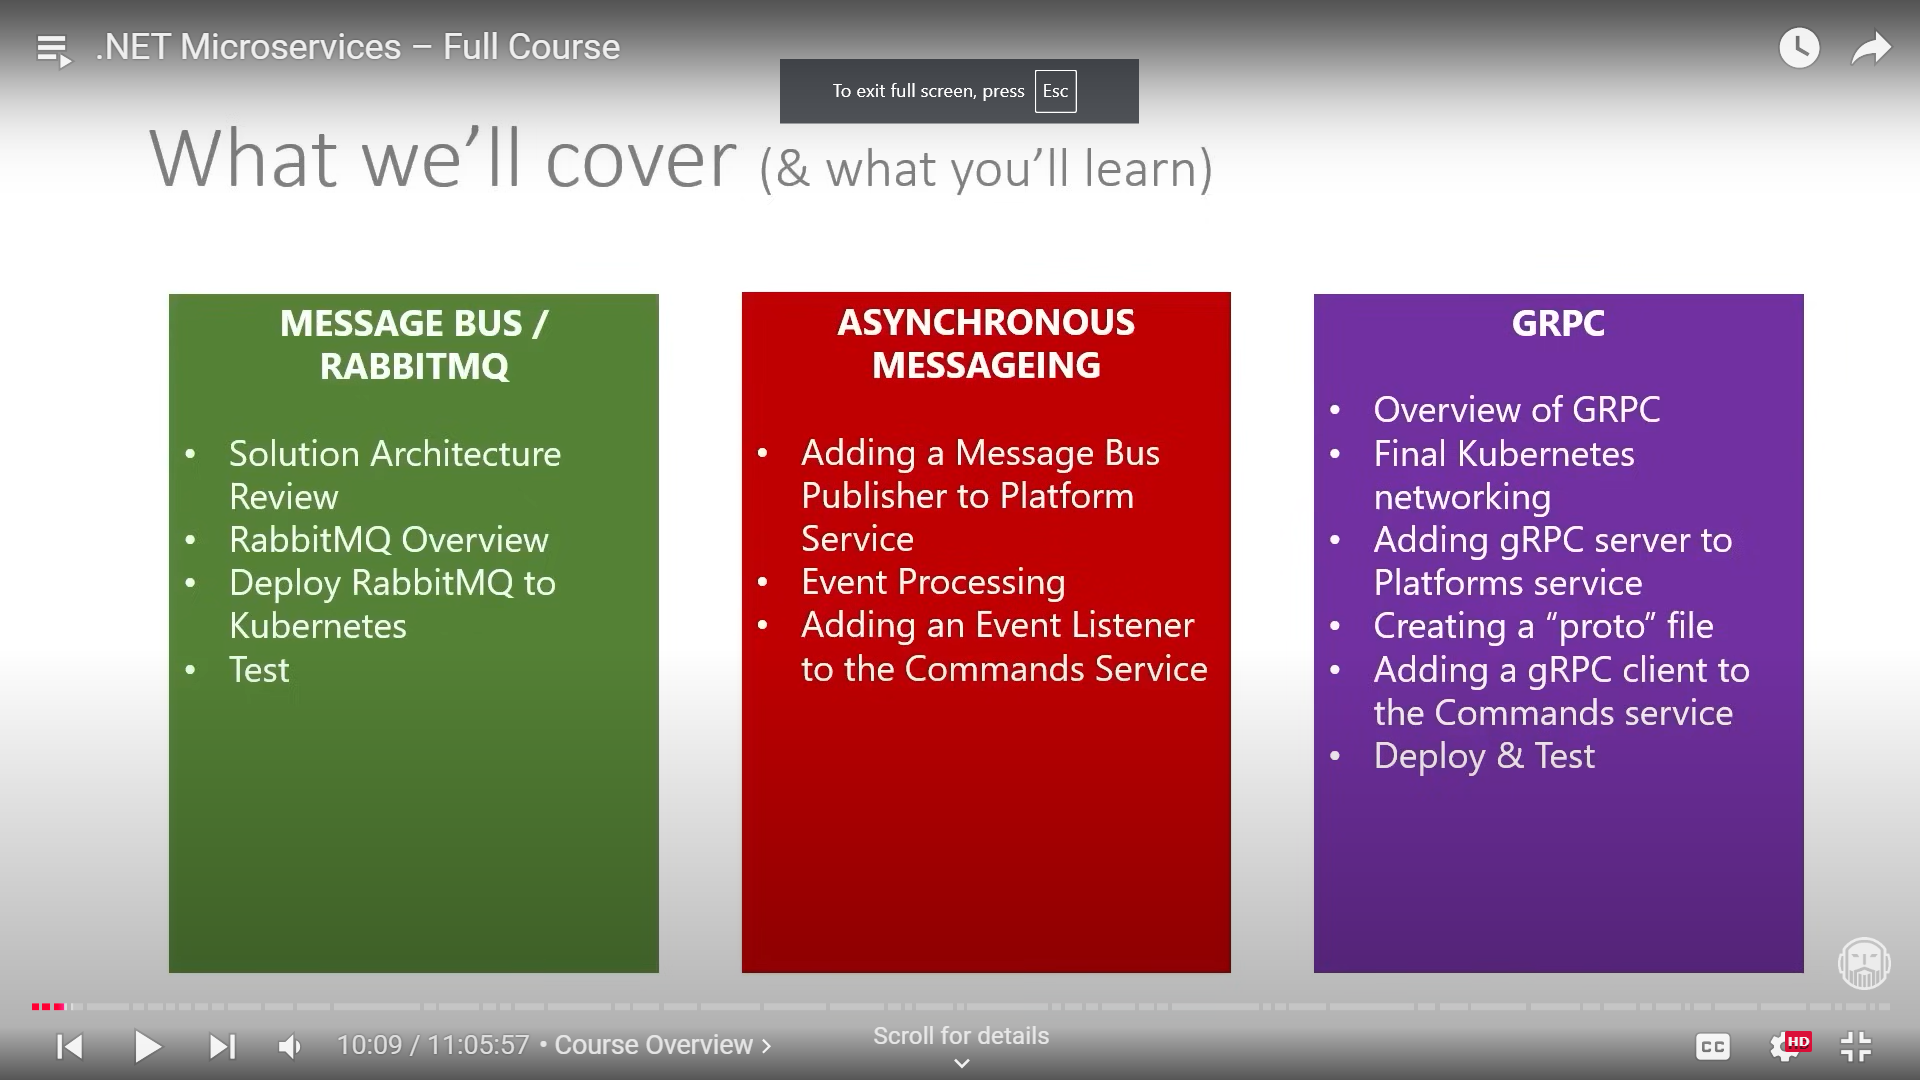 .NET Microservices – Full Course
To exit full screen, press Esc
What we’ll cover (& what you’ll learn)
MESSAGE BUS /
RABBITMQ
• Solution Architecture
Review
• RabbitMQ Overview
• Deploy RabbitMQ to
Kubernetes
• Test
ASYNCHRONOUS
MESSAGEING
• Adding a Message Bus
Publisher to Platform
Service
• Event Processing
• Adding an Event Listener
to the Commands Service
GRPC
• Overview of GRPC
• Final Kubernetes
networking
• Adding gRPC server to
Platforms service
• Creating a “proto” file
• Adding a gRPC client to
the Commands service
• Deploy & Test
10:09 / 11:05:57 • Course Overview
Scroll for details
CC
HD